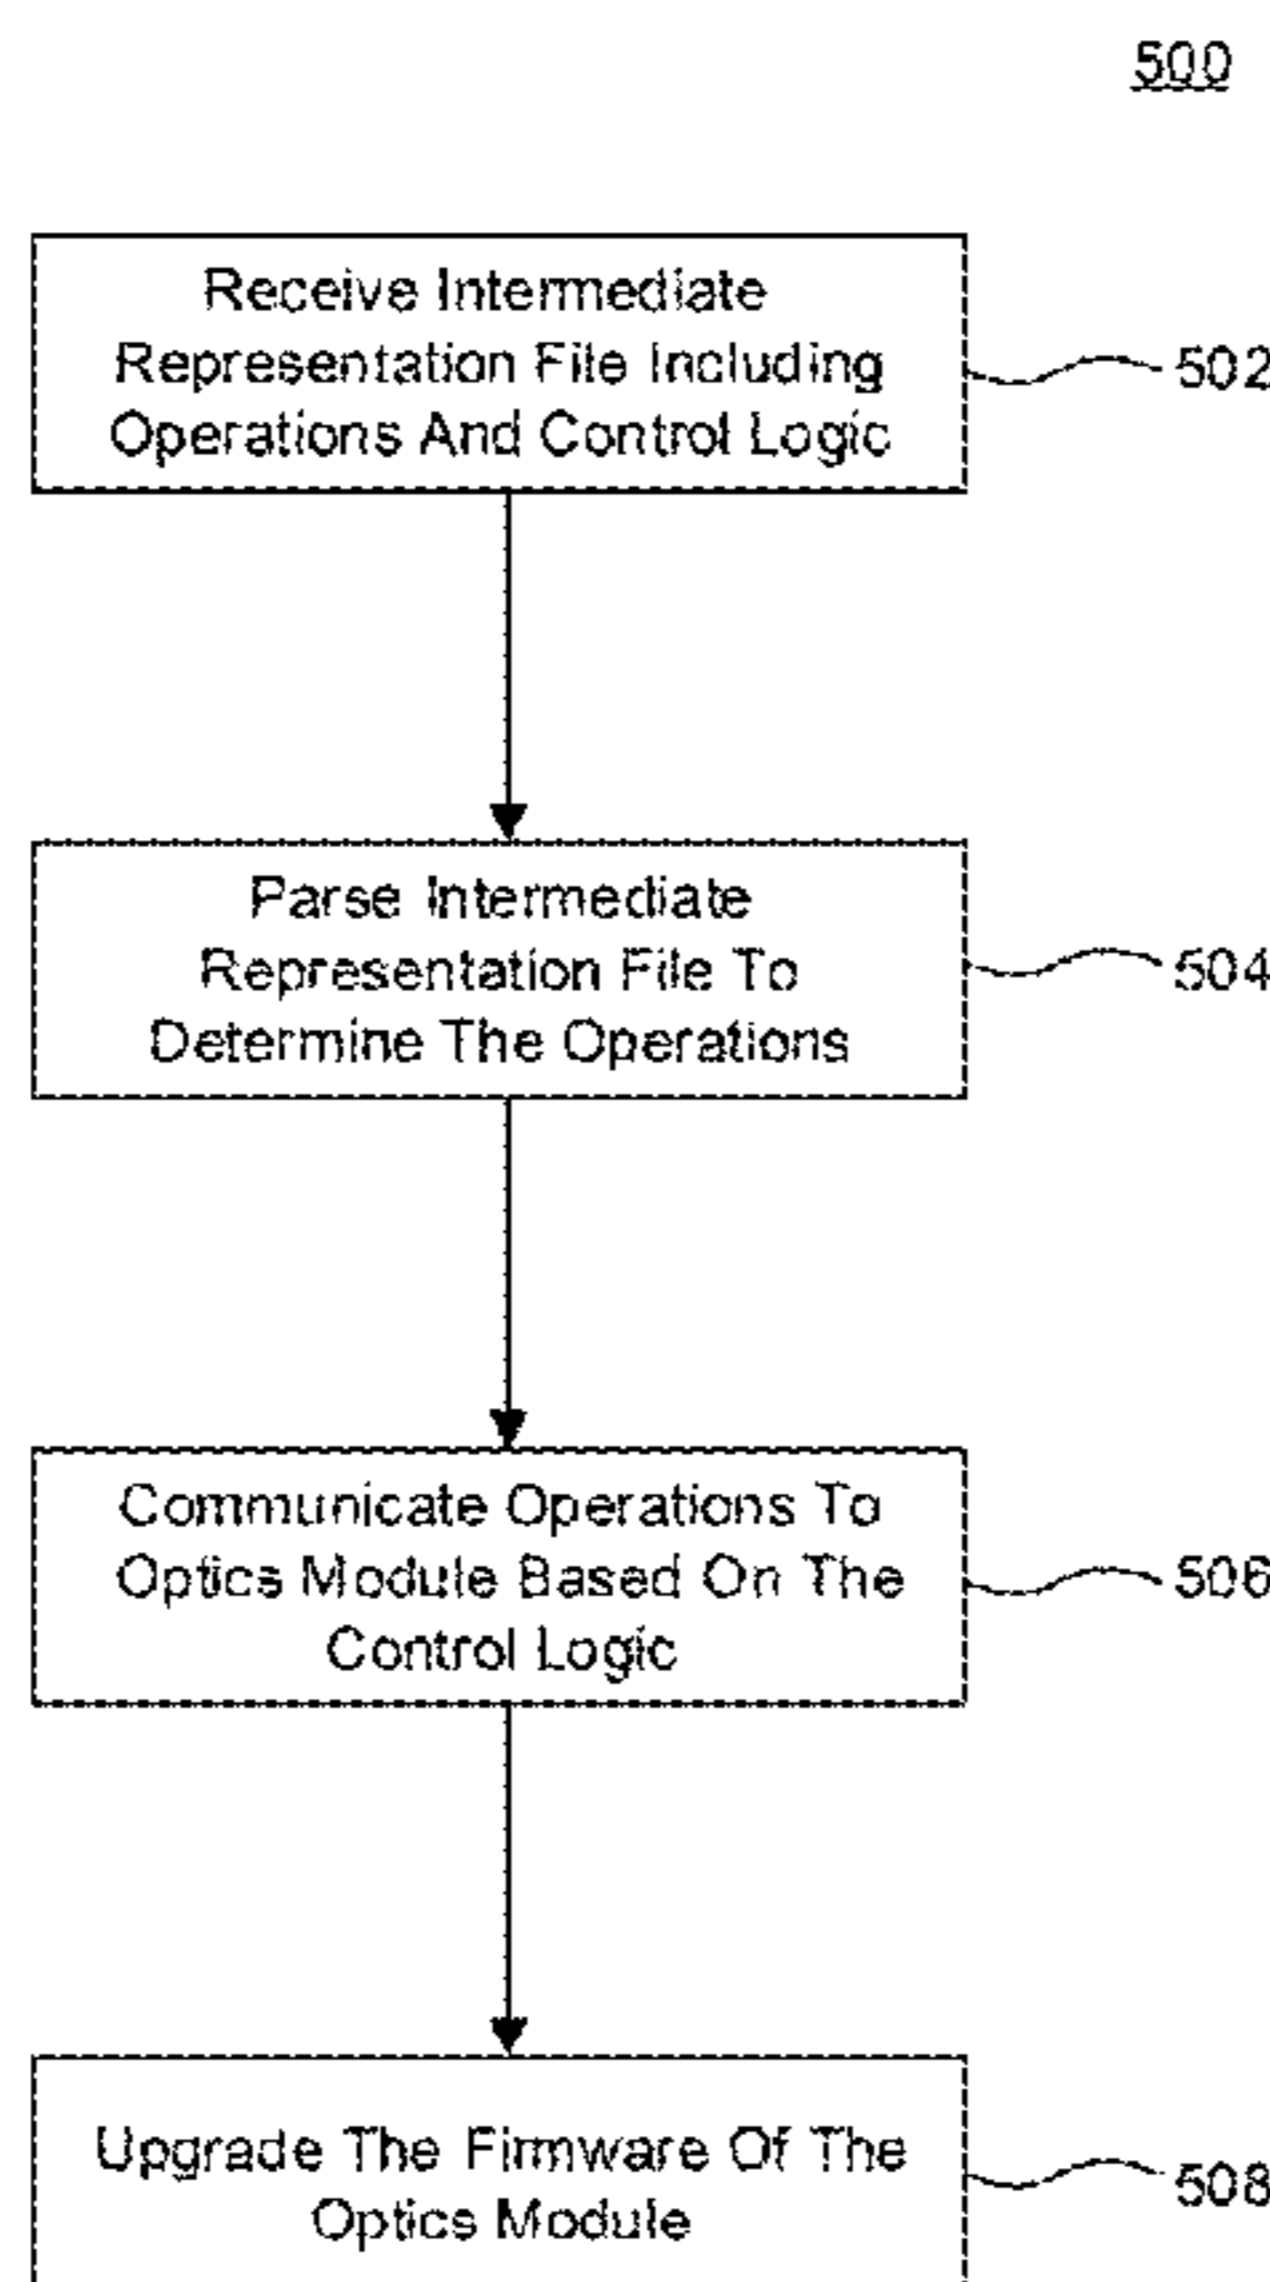 500
Receive Intermediate
Representation File Including
Operations And Control Logic
502
Parse Intermediate
Representation File To
Determine The Operations
504
Communicate Operations To
Optics Module Based On The
Control Logic
506
Upgrade The Firmware Of The
Optics Module
508